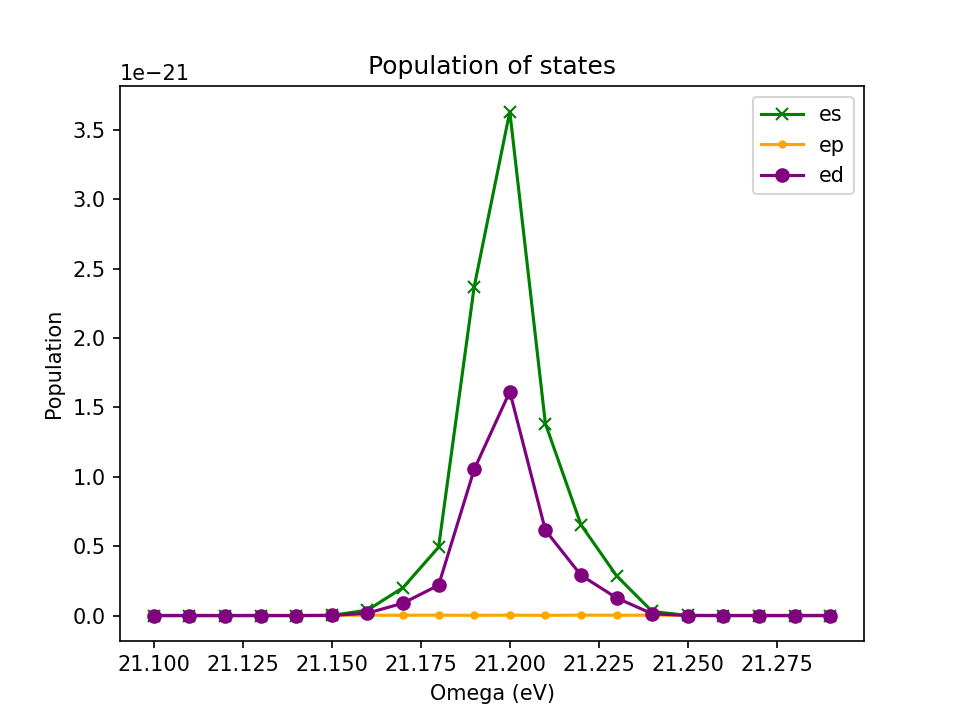 Population of states
1e−21
es
ep
ed
3.5
3.0
2.5
2.0
1.5
1.0
0.5
0.0
Population
21.100 21.125 21.150 21.175 21.200 21.225 21.250 21.275
Omega (eV)